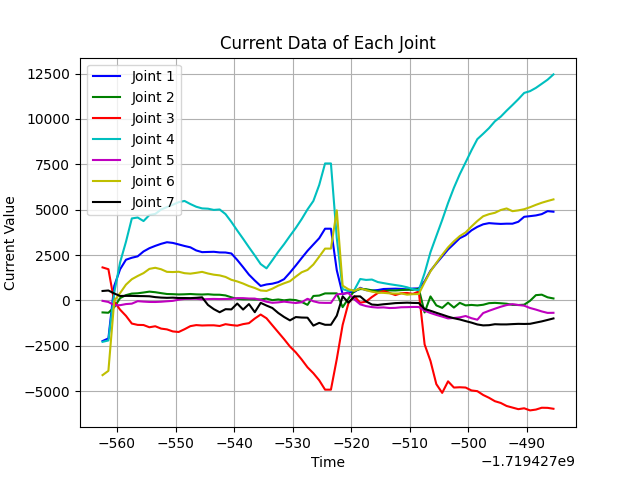 Current Data of Each Joint
Current Value
12500
10000
7500
5000
2500
0
−2500
−5000
Joint 1
Joint 2
Joint 3
Joint 4
Joint 5
Joint 6
Joint 7
−560 −550 −540 −530 −520 −510 −500 −490
Time
−1.719427e9